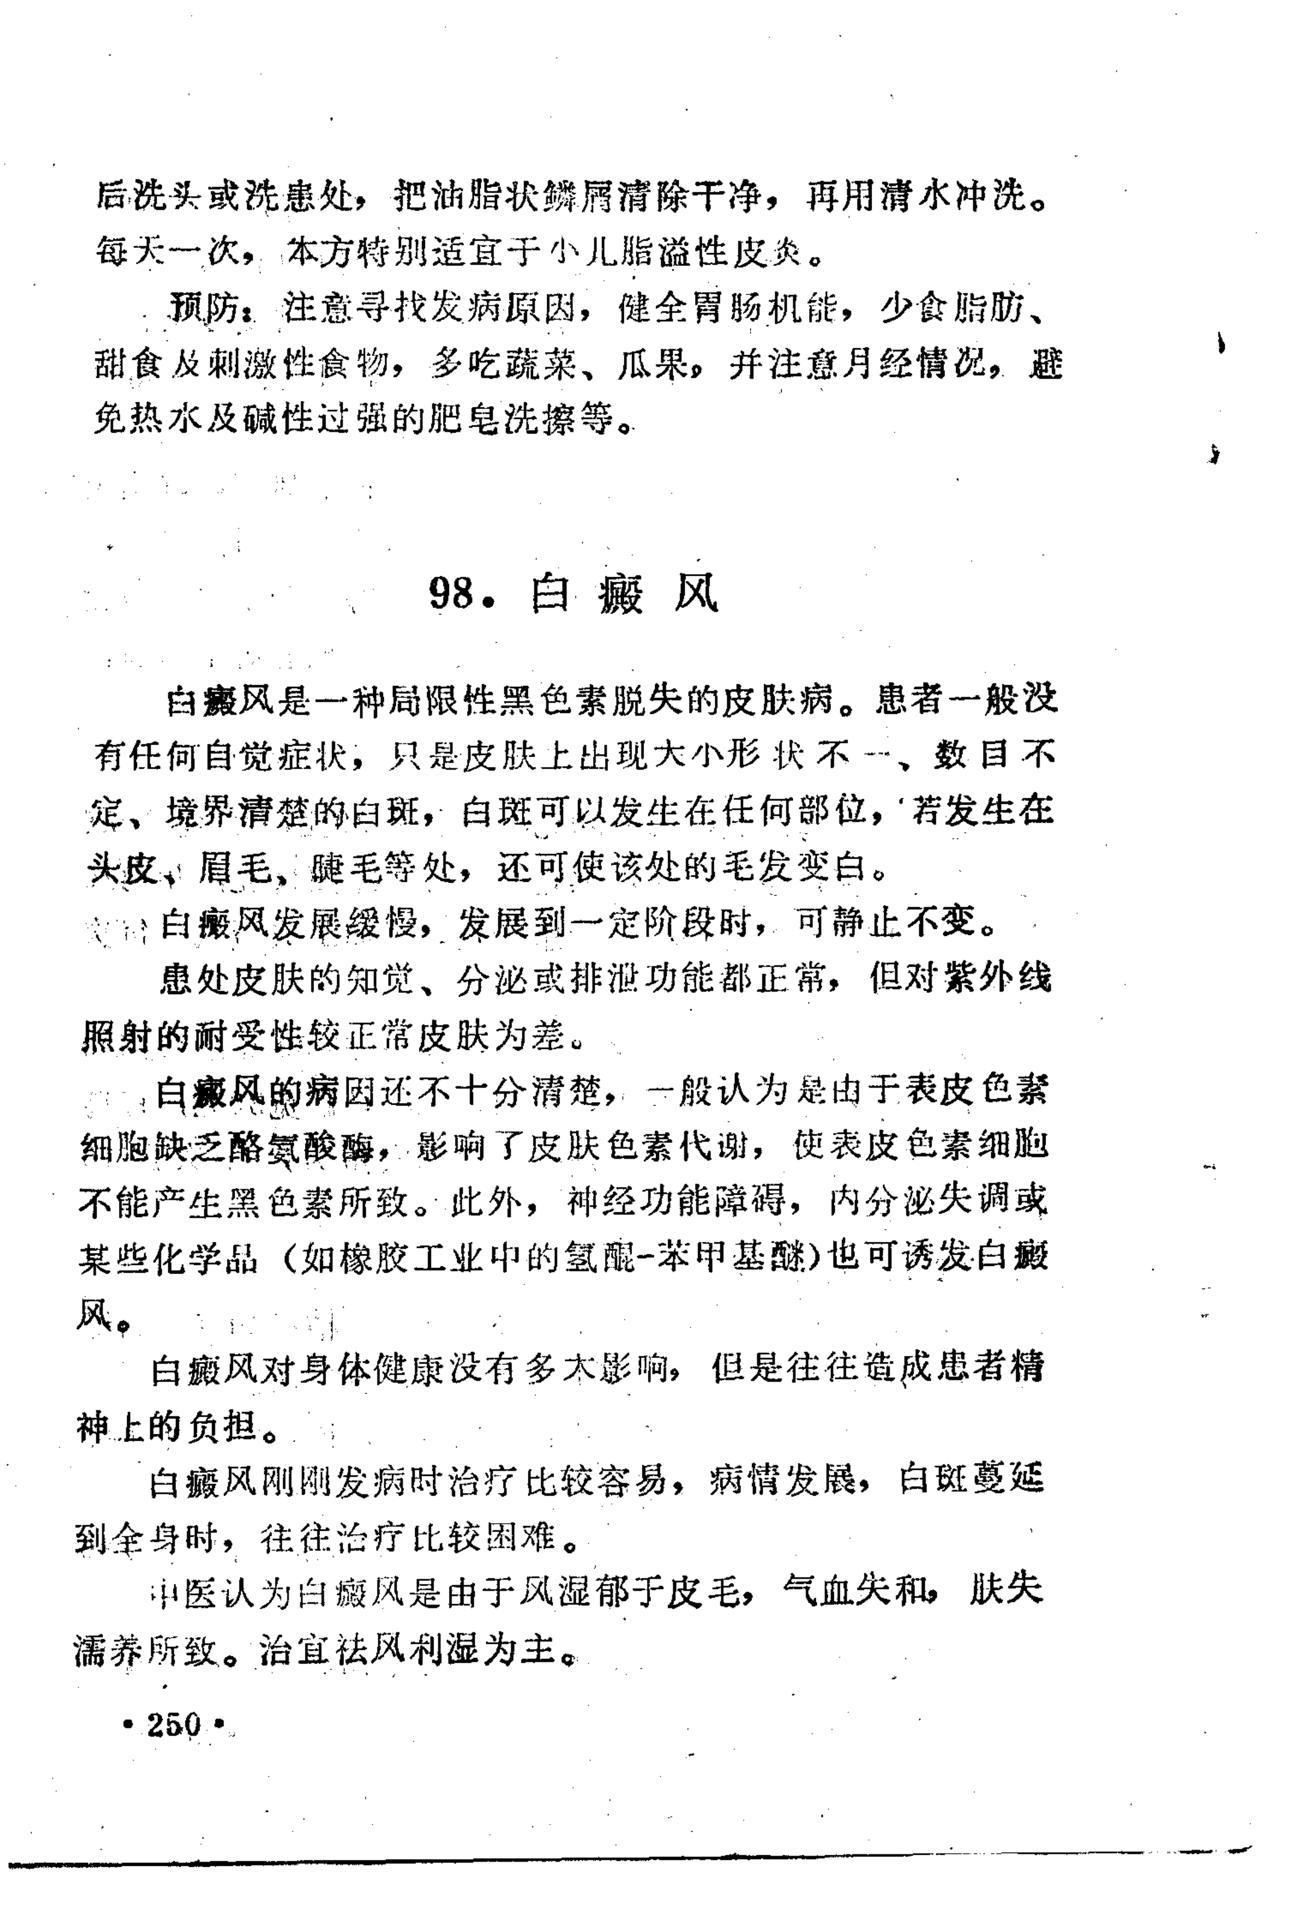 后洗头或洗患处，把油脂状鳞屑清除干净，再用清水冲洗。
每天一次，本方特别适宜于小儿脂溢性皮炎。
预防：注意寻找发病原因，健全胃肠机能，少食脂肪、
甜食及刺激性食物，多吃蔬菜、瓜果，并注意月经情况，避
免热水及碱性过强的肥皂洗擦等。
98.白癜风
白癜风是一种局限性黑色素脱失的皮肤病。患者一般没
有任何自觉症状，只是皮肤上出现大小形状不一、数目不
定、境界清楚的白斑，白斑可以发生在任何部位，若发生在
头皮、眉毛、睫毛等处，还可使该处的毛发变白。
白癜风发展缓慢，发展到一定阶段时，可静止不变。
患处皮肤的知觉、分泌或排泄功能都正常，但对紫外线
照射的耐受性较正常皮肤为差。
白癜风的病因还不十分清楚，一般认为是由于表皮色素
细胞缺乏酪氨酸酶，影响了皮肤色素代谢，使表皮色素细胞
不能产生黑色素所致。此外，神经功能障碍，内分泌失调或
某些化学品（如橡胶工业中的氢醌-苯甲基醚)也可诱发白癜
风。
白癜风对身体健康没有多大影响，但是往往造成患者精
神上的负担。
白癜风刚刚发病时治疗比较容易，病情发展，白斑蔓延
到全身时，往往治疗比较困难。
中医认为白癜风是由于风湿郁于皮毛，气血失和，肤失
濡养所致。治宜祛风利湿为主。
•250•